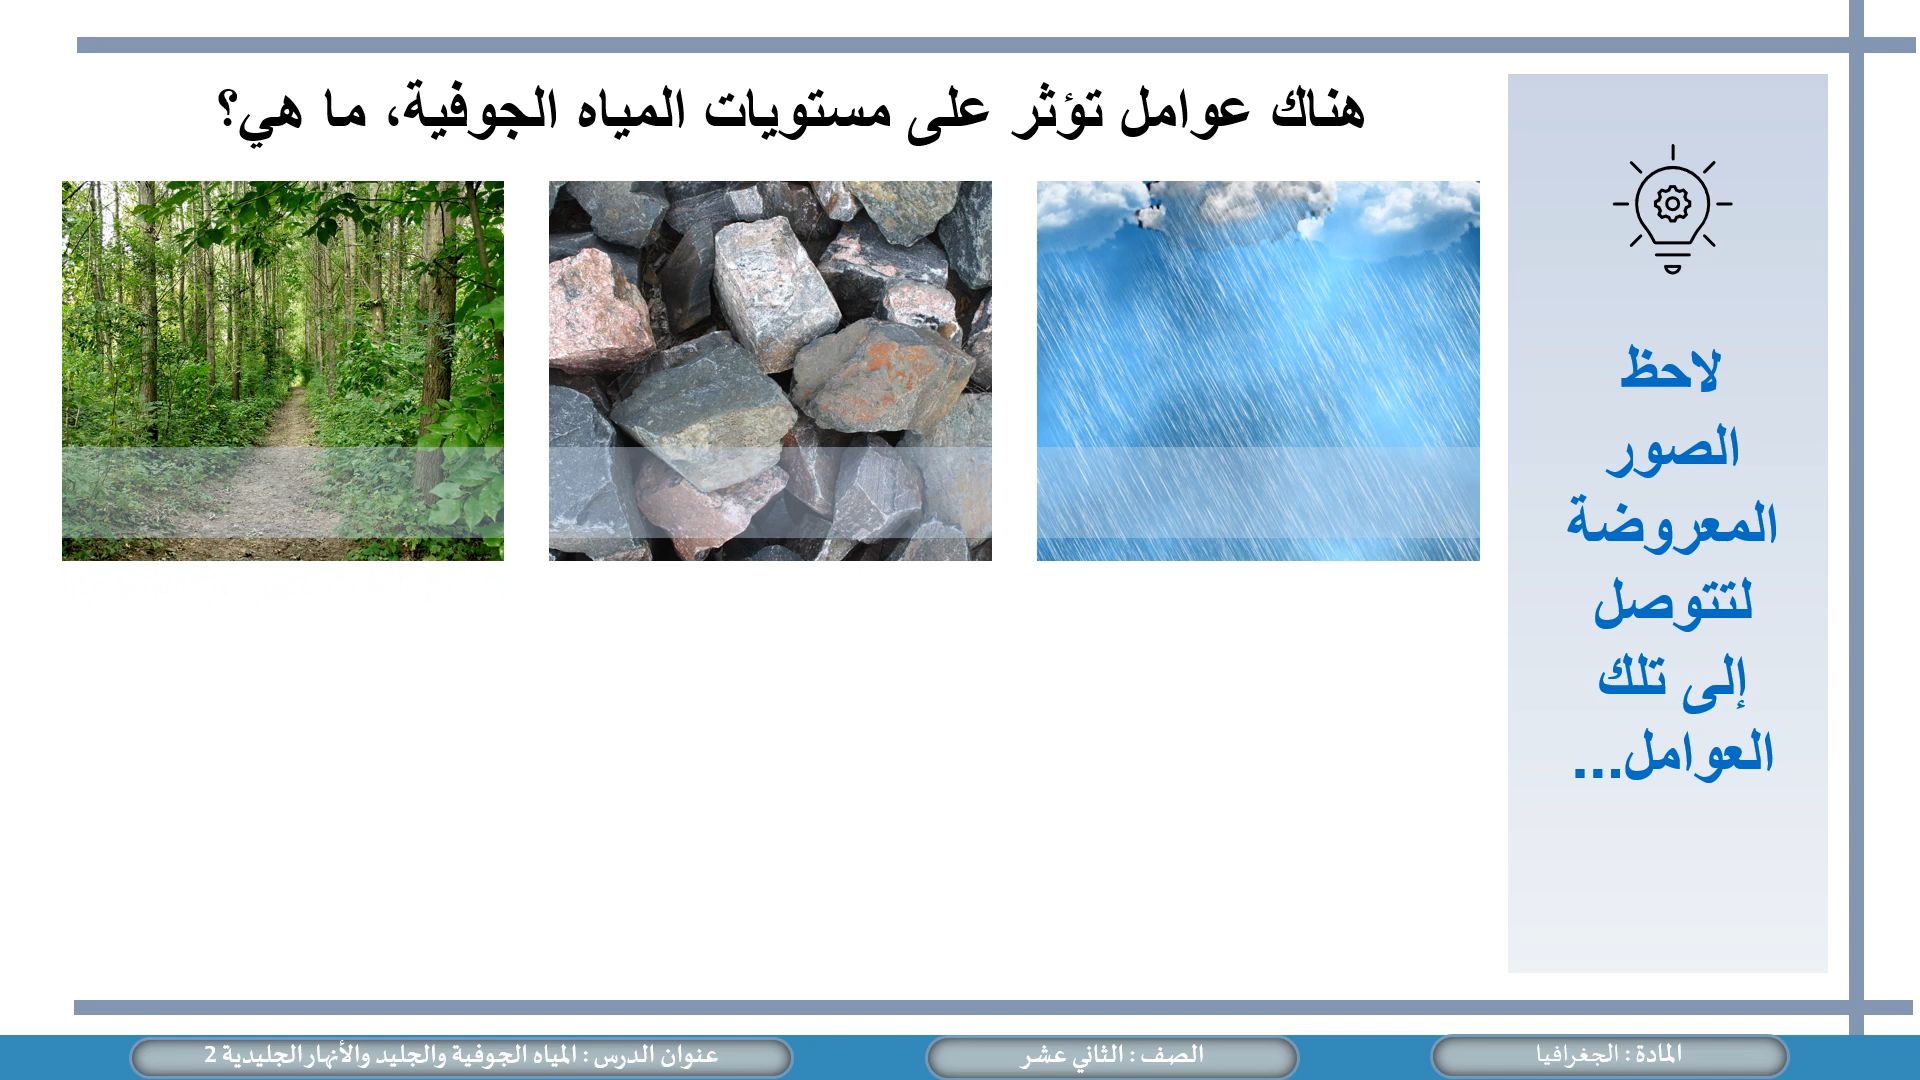 هناك عوامل تؤثر على مستويات المياه الجوفية، ما هي؟
لاحظ
الصور
المعروضة
لتتوصل
إلى تلك
العوامل...
المادة : الجغرافيا
الصف : الثاني عشر
عنوان الدرس : المياه الجوفية والجليد والأنهار الجليدية 2